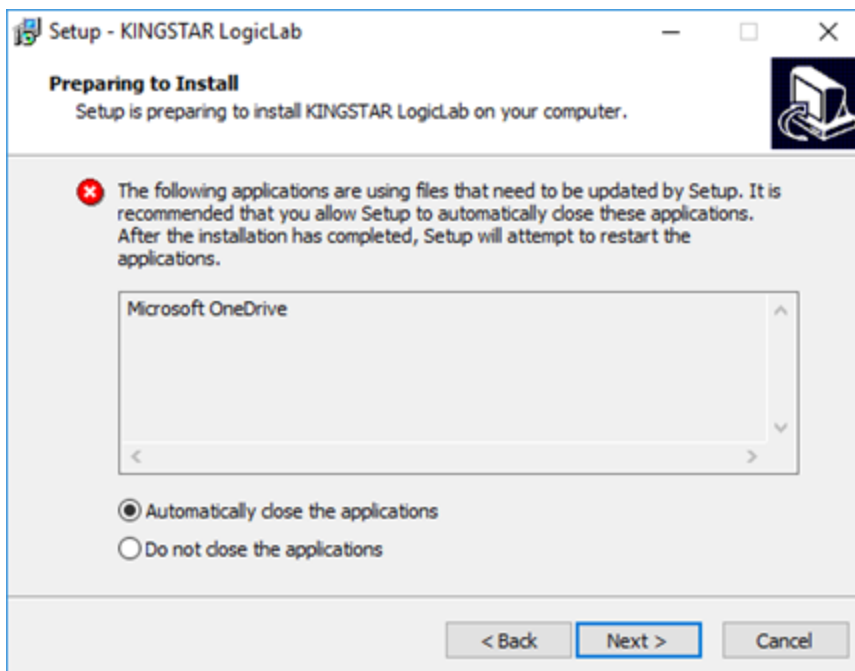 Setup - KINGSTAR LogicLab
Preparing to Install
Setup is preparing to install KINGSTAR LogicLab on your computer.
The following applications are using files that need to be updated by Setup. It is
recommended that you allow Setup to automatically close these applications.
After the installation has completed, Setup will attempt to restart the
applications.
Microsoft OneDrive
Automatically close the applications
Do not close the applications
< Back
Next >
Cancel